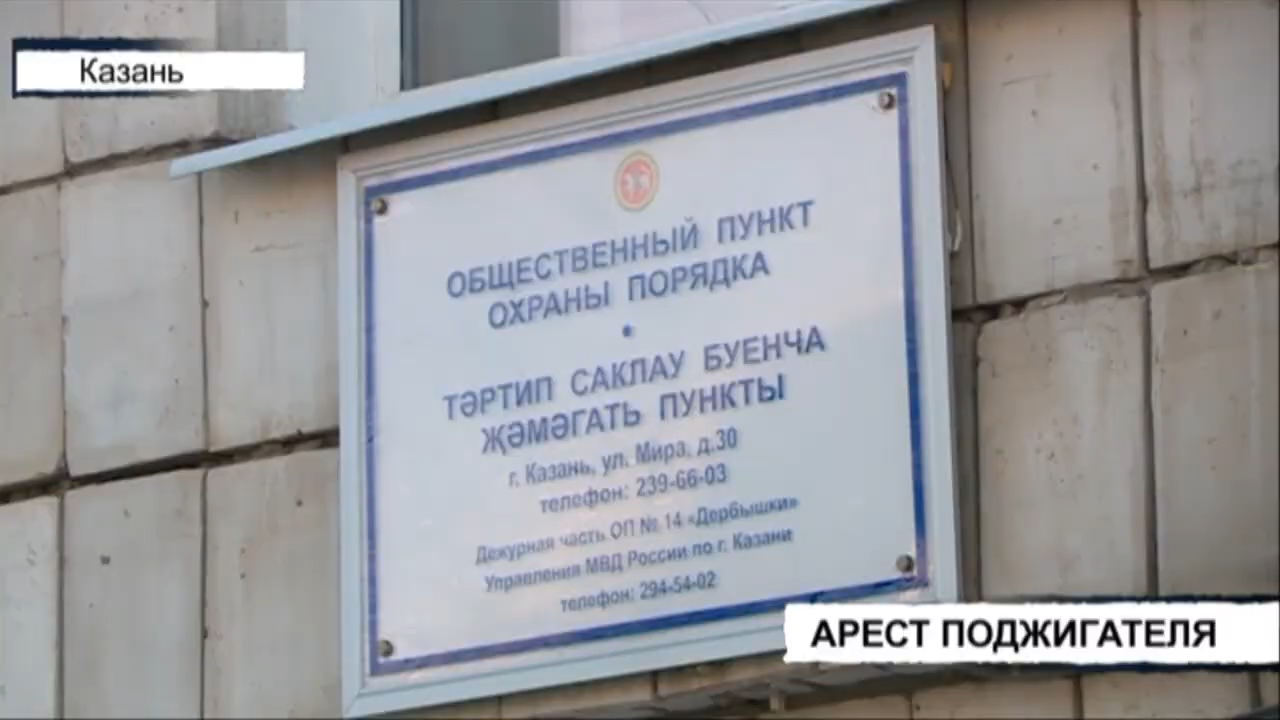 Казань
ОБЩЕСТВЕННЫЙ ПУНКТ
ОХРАНЫ ПОРЯДКА
•
ТӘРТИП САКЛАУ БУЕНЧА
ҖӘМӘГАТЬ ПУНКТЫ
г. Казань, ул. Мира, д.30
телефон: 239-66-03
Дежурная часть ОП № 14 «Дербышки»
Управления МВД России по г. Казани
телефон: 294-54-02
АРЕСТ ПОДЖИГАТЕЛЯ